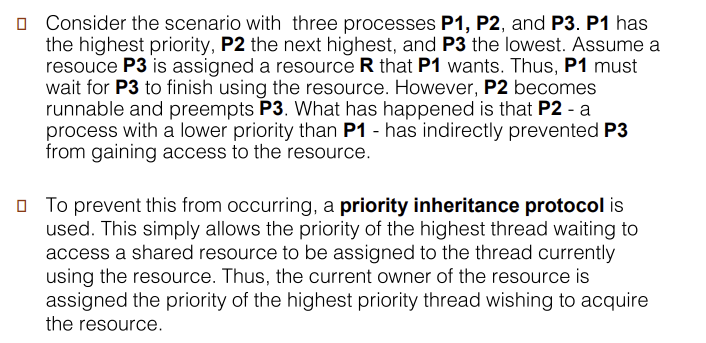 Consider the scenario with three processes P1, P2, and P3. P1 has
the highest priority, P2 the next highest, and P3 the lowest. Assume a
resouce P3 is assigned a resource R that P1 wants. Thus, P1 must
wait for P3 to finish using the resource. However, P2 becomes
runnable and preempts P3. What has happened is that P2 - a
process with a lower priority than P1 - has indirectly prevented P3
from gaining access to the resource.
To prevent this from occurring, a priority inheritance protocol is
used. This simply allows the priority of the highest thread waiting to
access a shared resource to be assigned to the thread currently
using the resource. Thus, the current owner of the resource is
assigned the priority of the highest priority thread wishing to acquire
the resource.